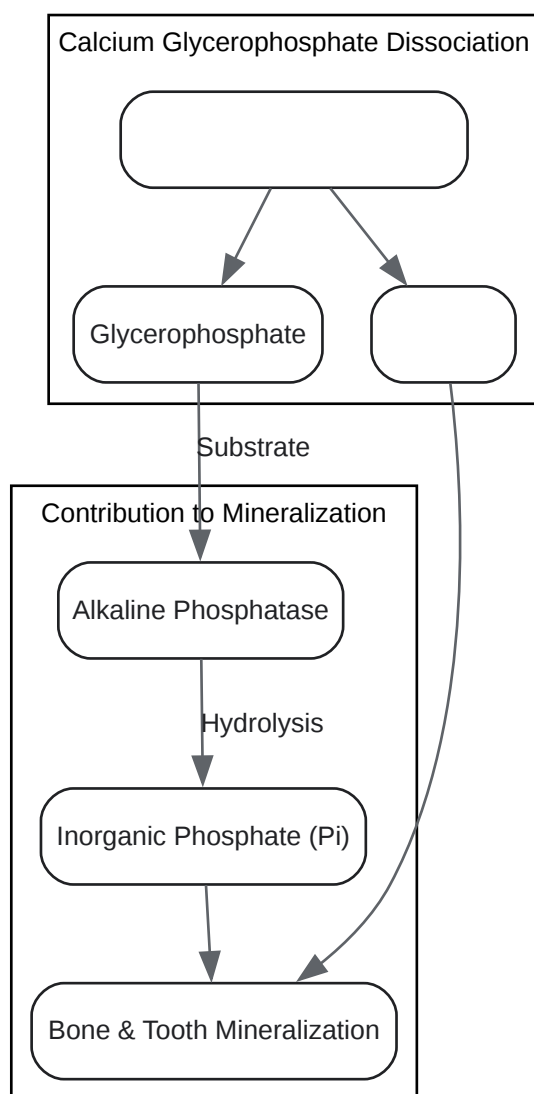 Calcium Glycerophosphate Dissociation
Glycerophosphate
Substrate
Contribution to Mineralization
Alkaline Phosphatase
Hydrolysis
Inorganic Phosphate (Pi)
Bone & Tooth Mineralization